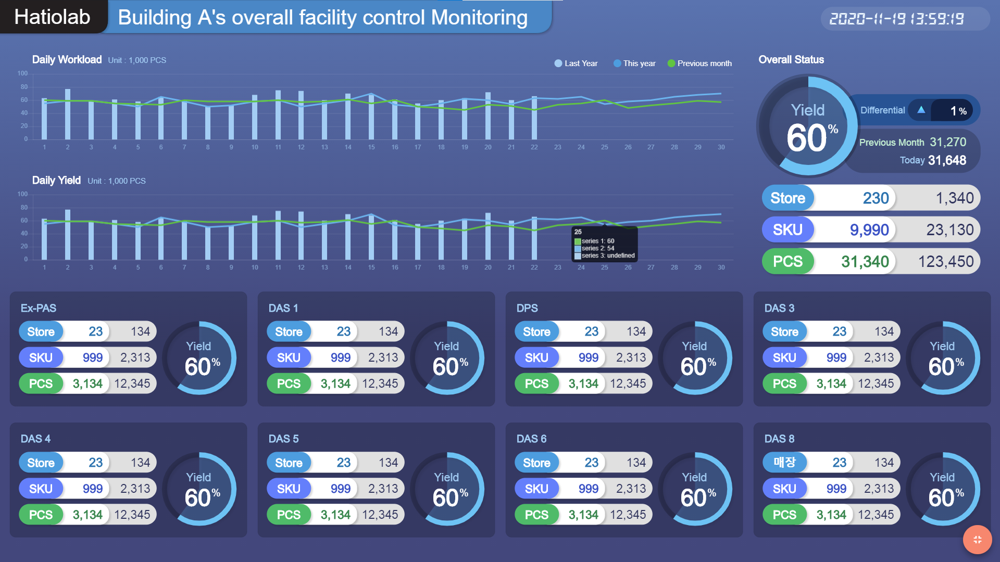 Hatiolab
Building A's overall facility control Monitoring
2020-11-19 13:59:19
Daily Workload Unit : 1,000 PCS
Last Year This year Previous month
100
80
60
40
20
0
1 2 3 4 5 6 7 8 9 10 11 12 13 14 15 16 17 18 19 20 21 22 23 24 25 26 27 28 29 30
Daily Yield Unit : 1,000 PCS
100
80
60
40
20
0
25
series 1: 60
series 2: 54
series 3: undefined
1 2 3 4 5 6 7 8 9 10 11 12 13 14 15 16 17 18 19 20 21 22 23 24 25 26 27 28 29 30
Overall Status
Yield
60%
Differential 1 %
Previous Month 31,270
Today 31,648
Store 230 1,340
SKU 9,990 23,130
PCS 31,340 123,450
Ex-PAS
Store 23 134
SKU 999 2,313
PCS 3,134 12,345
Yield
60%
DAS 1
Store 23 134
SKU 999 2,313
PCS 3,134 12,345
Yield
60%
DPS
Store 23 134
SKU 999 2,313
PCS 3,134 12,345
Yield
60%
DAS 3
Store 23 134
SKU 999 2,313
PCS 3,134 12,345
Yield
60%
DAS 4
Store 23 134
SKU 999 2,313
PCS 3,134 12,345
Yield
60%
DAS 5
Store 23 134
SKU 999 2,313
PCS 3,134 12,345
Yield
60%
DAS 6
Store 23 134
SKU 999 2,313
PCS 3,134 12,345
Yield
60%
DAS 8
매장 23 134
SKU 999 2,313
PCS 3,134 12,345
Yield
60%